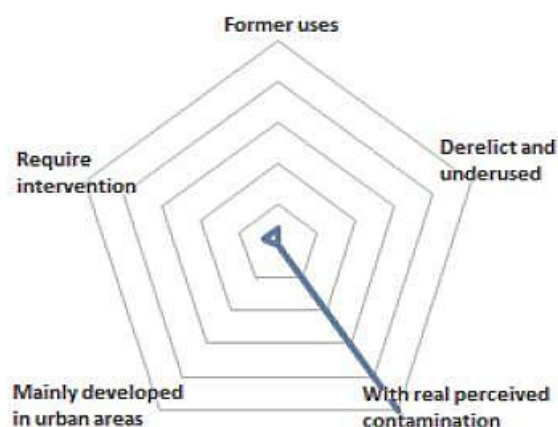 Former uses
Derelict and
underused
Require
intervention
Mainly developed
in urban areas
With real perceived
contamination